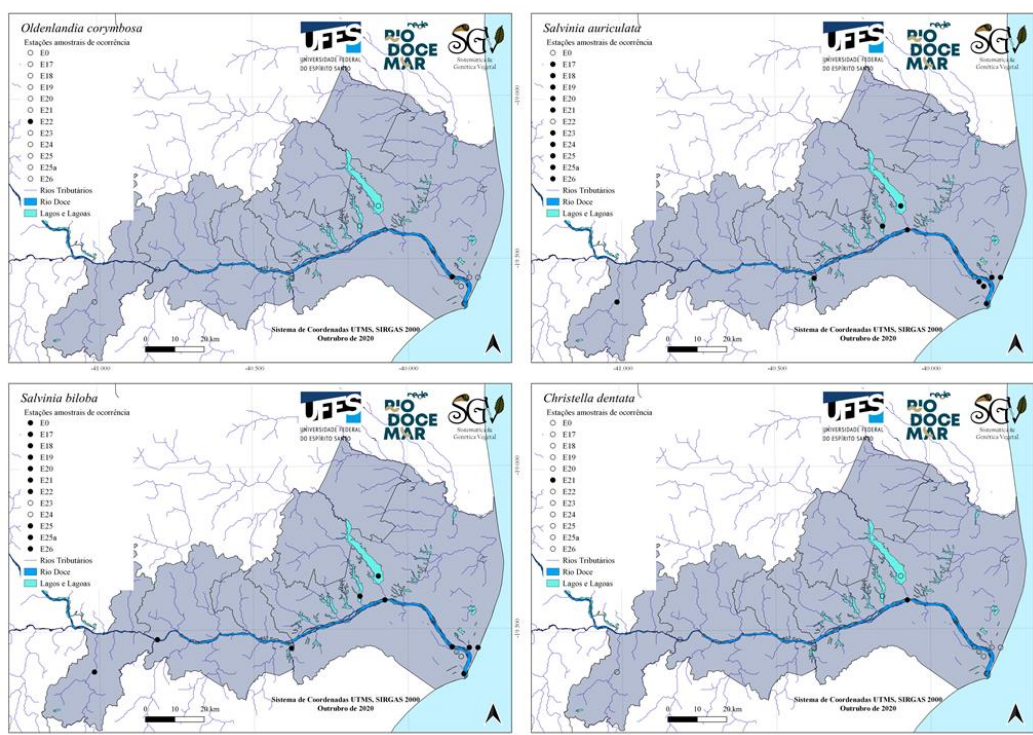 Oldenlandia corymbosa
Estações amostrais de ocorrência
E0
E17
E18
E19
E20
E21
E22
E23
E24
E25
E25a
E26
Rios Tributários
Rio Doce
Lagos e Lagoas
UFES
UNIVERSIDADE FEDERAL
DO ESPÍRITO SANTO
rede
RIO
DOCE
MAR
SGV
Sistemática &
Genética Vegetal
-19.000
-19.500
0 10 20 km
Sistema de Coordenadas UTMS, SIRGAS 2000
Outubro de 2020
-41.000
-40.500
-40.000
Salvinia auriculata
Estações amostrais de ocorrência
E0
E17
E18
E19
E20
E21
E22
E23
E24
E25
E25a
E26
Rios Tributários
Rio Doce
Lagos e Lagoas
UFES
UNIVERSIDADE FEDERAL
DO ESPÍRITO SANTO
rede
RIO
DOCE
MAR
SGV
Sistemática &
Genética Vegetal
-19.000
-19.500
0 10 20 km
Sistema de Coordenadas UTMS, SIRGAS 2000
Outubro de 2020
-41.000
-40.500
-40.000
Salvinia biloba
Estações amostrais de ocorrência
E0
E17
E18
E19
E20
E21
E22
E23
E24
E25
E25a
E26
Rios Tributários
Rio Doce
Lagos e Lagoas
UFES
UNIVERSIDADE FEDERAL
DO ESPÍRITO SANTO
rede
RIO
DOCE
MAR
SGV
Sistemática &
Genética Vegetal
-19.000
-19.500
0 10 20 km
Sistema de Coordenadas UTMS, SIRGAS 2000
Outubro de 2020
Christella dentata
Estações amostrais de ocorrência
E0
E17
E18
E19
E20
E21
E22
E23
E24
E25
E25a
E26
Rios Tributários
Rio Doce
Lagos e Lagoas
UFES
UNIVERSIDADE FEDERAL
DO ESPÍRITO SANTO
rede
RIO
DOCE
MAR
SGV
Sistemática &
Genética Vegetal
-19.000
-19.500
0 10 20 km
Sistema de Coordenadas UTMS, SIRGAS 2000
Outubro de 2020